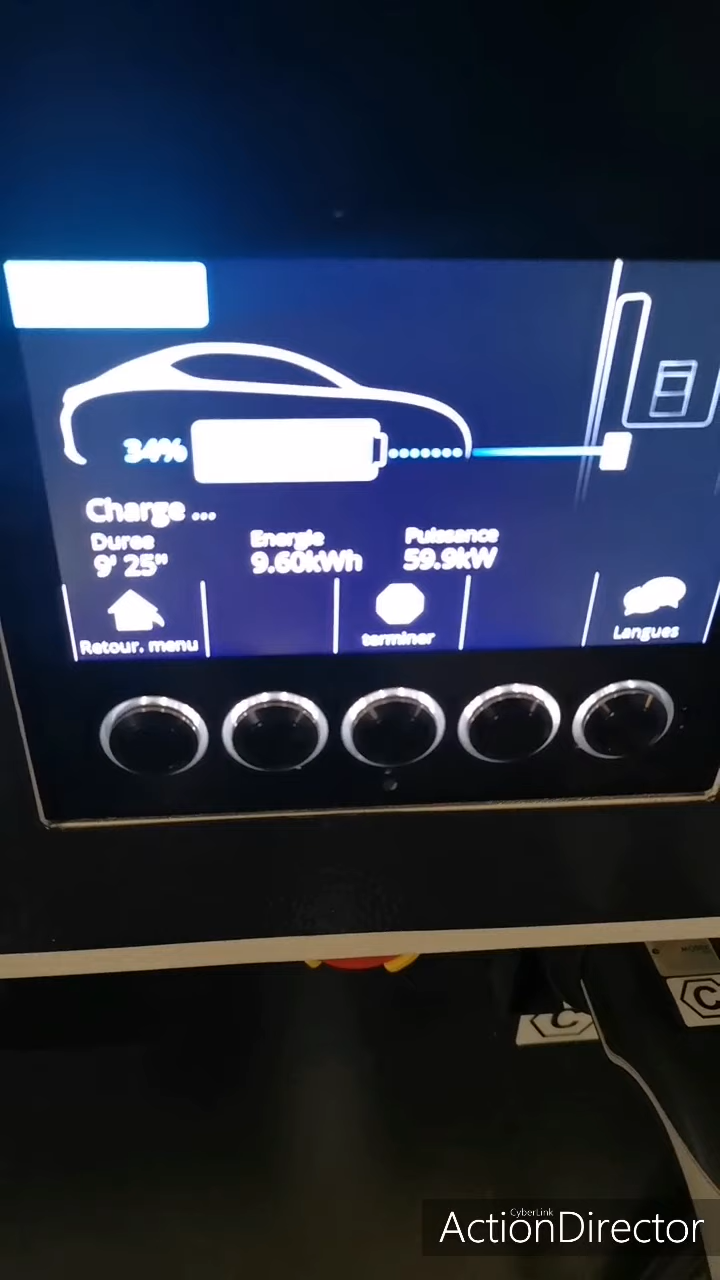 34%
Charge ...
Duree Energie Puissance
9' 25" 9.60kWh 59.9kW
Retour. menu terminer Langues
C
C
CyberLink
ActionDirector